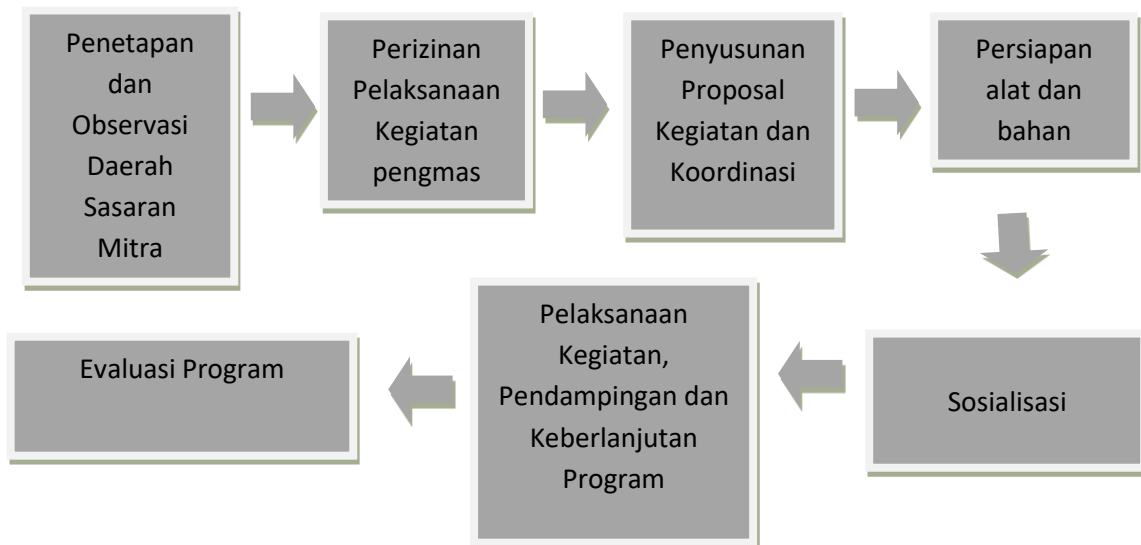 Penetapan
dan
Observasi
Daerah
Sasaran
Mitra
Perizinan
Pelaksanaan
Kegiatan
pengmas
Penyusunan
Proposal
Kegiatan dan
Koordinasi
Persiapan
alat dan
bahan
Sosialisasi
Pelaksanaan
Kegiatan,
Pendampingan dan
Keberlanjutan
Program
Evaluasi Program